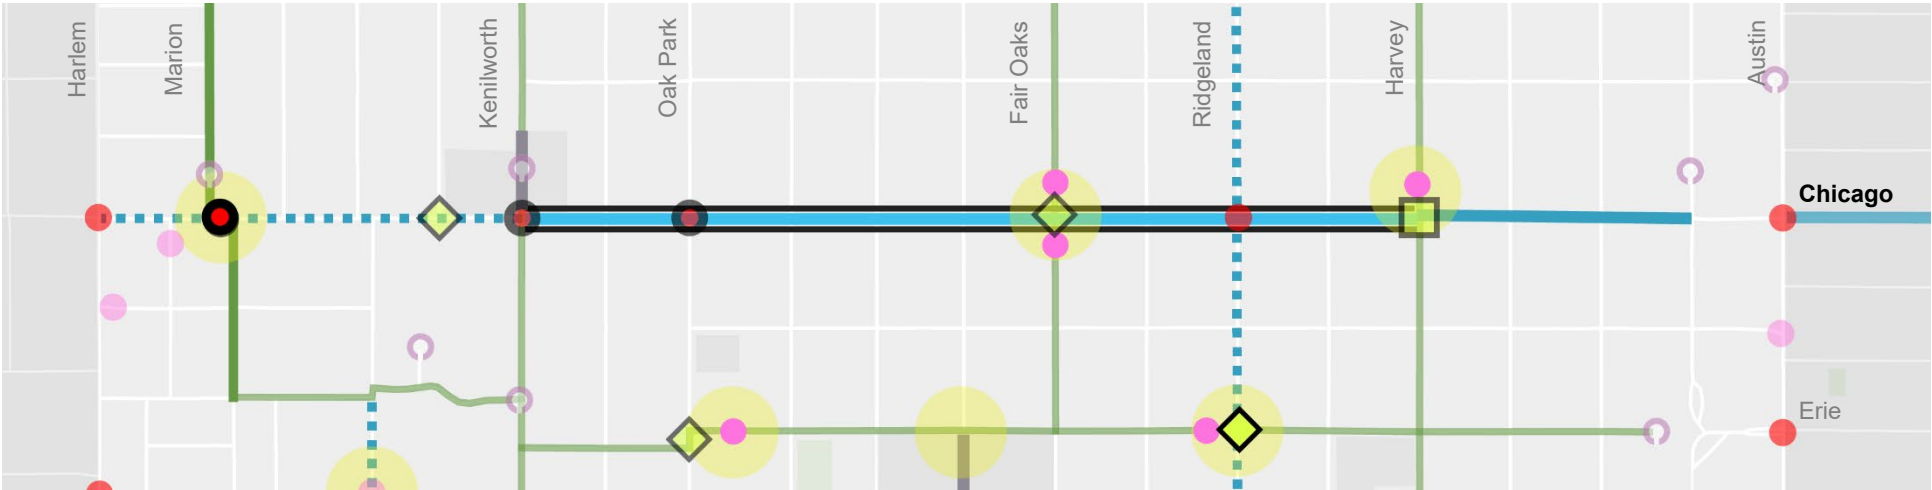 Harlem
Marion
Kenilworth
Oak Park
Fair Oaks
Ridgeland
Harvey
Austin
Chicago
Erie